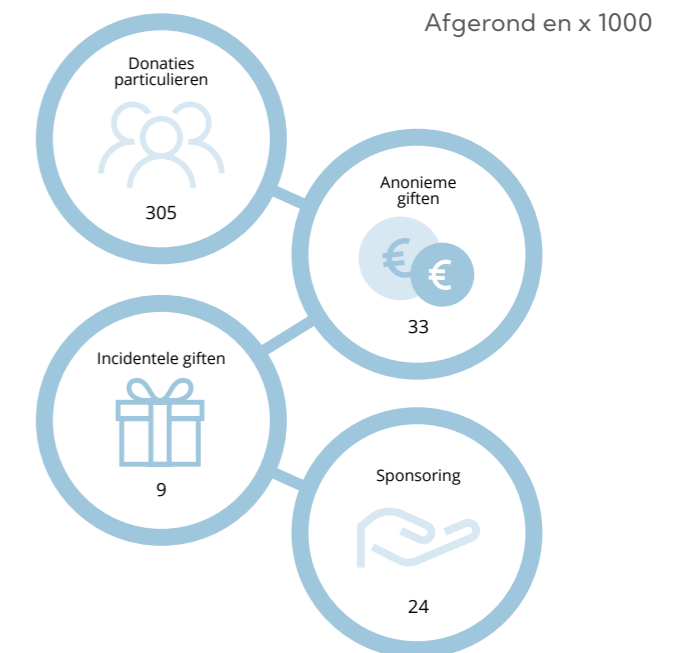 Afgerond en x 1000
Donaties
particulieren
305
Anonieme
giften
€
€
33
Incidentele giften
9
Sponsoring
24